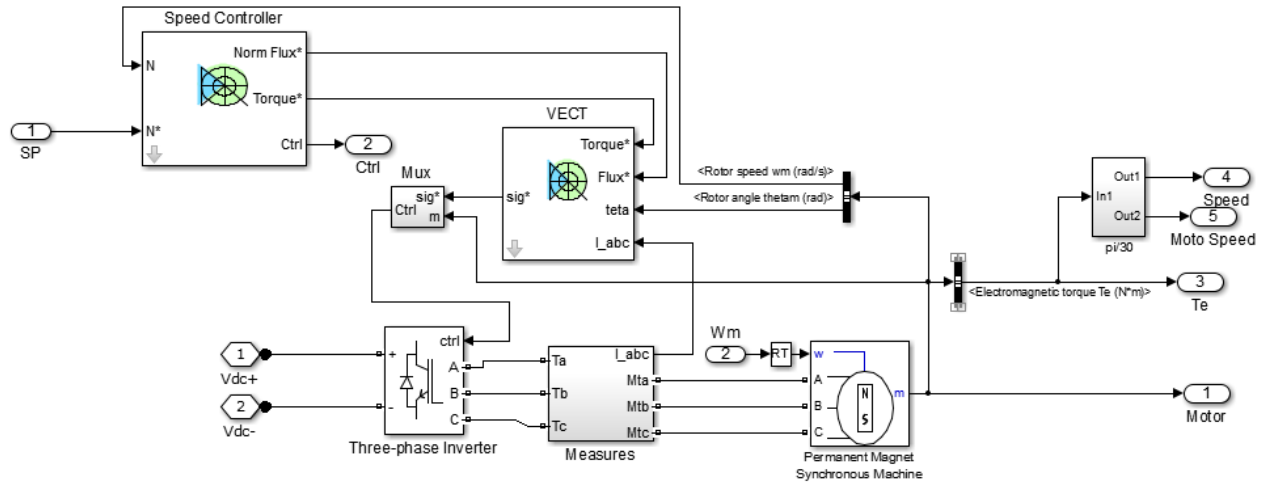 Speed Controller
N
N*
Norm Flux*
Torque*
Ctrl
1
SP
2
Ctrl
VECT
Torque*
Flux*
teta
I_abc
sig*
Mux
sig*
Ctrl
m
<Rotor speed wm (rad/s)>
<Rotor angle thetam (rad)>
In1
Out1
Out2
pi/30
4
Speed
5
Moto Speed
<Electromagnetic torque Te (N*m)>
3
Te
1
Vdc+
2
Vdc-
ctrl
+
-
A
B
C
Three-phase Inverter
Ta
Tb
Tc
I_abc
Mta
Mtb
Mtc
Measures
Wm
2
RT
w
A
B
C
N
S
m
Permanent Magnet
Synchronous Machine
1
Motor